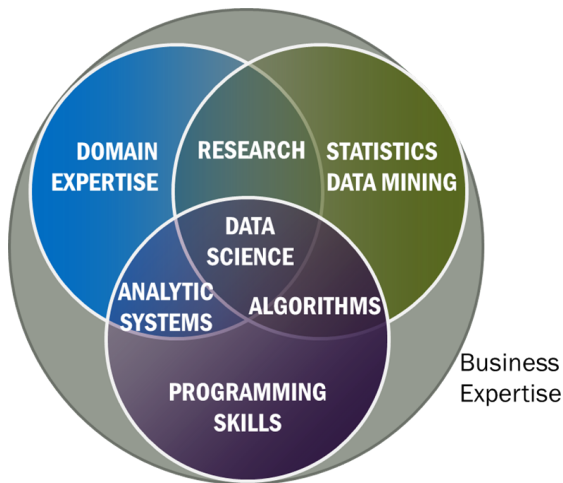 DOMAIN
EXPERTISE
RESEARCH
STATISTICS
DATA MINING
DATA
SCIENCE
ANALYTIC
SYSTEMS
ALGORITHMS
PROGRAMMING
SKILLS
Business
Expertise